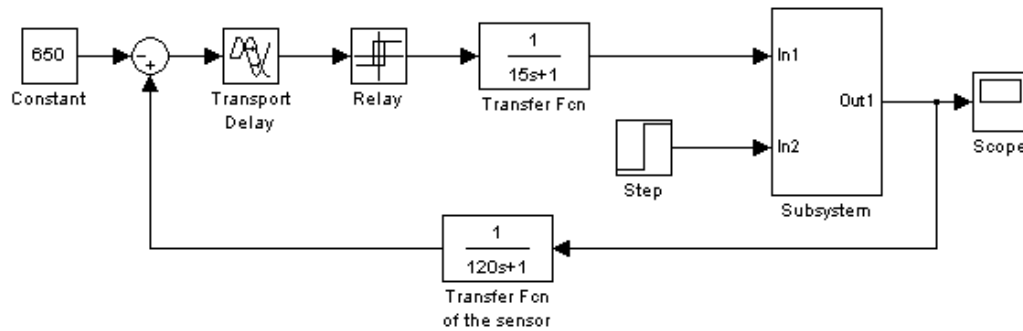 650
Constant
-
+
Transport
Delay
Relay
1
15s+1
Transfer Fcn
Step
In1
In2
Out1
Subsystem
Scope
1
120s+1
Transfer Fcn
of the sensor